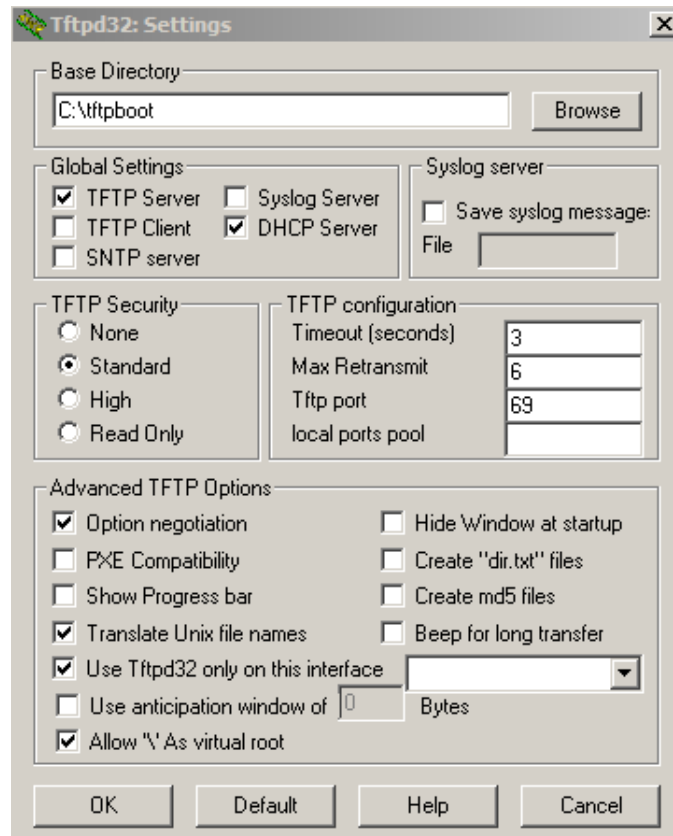 Tftpd32: Settings
Base Directory
C:\tftpboot
Browse
Global Settings
TFTP Server
Syslog Server
TFTP Client
DHCP Server
SNTP server
Syslog server
Save syslog message:
File
TFTP Security
None
Standard
High
Read Only
TFTP configuration
Timeout (seconds)
3
Max Retransmit
6
Tftp port
69
local ports pool
Advanced TFTP Options
Option negotiation
Hide Window at startup
PXE Compatibility
Create "dir.txt" files
Show Progress bar
Create md5 files
Translate Unix file names
Beep for long transfer
Use Tftpd32 only on this interface
Use anticipation window of 0 Bytes
Allow '\' As virtual root
OK
Default
Help
Cancel